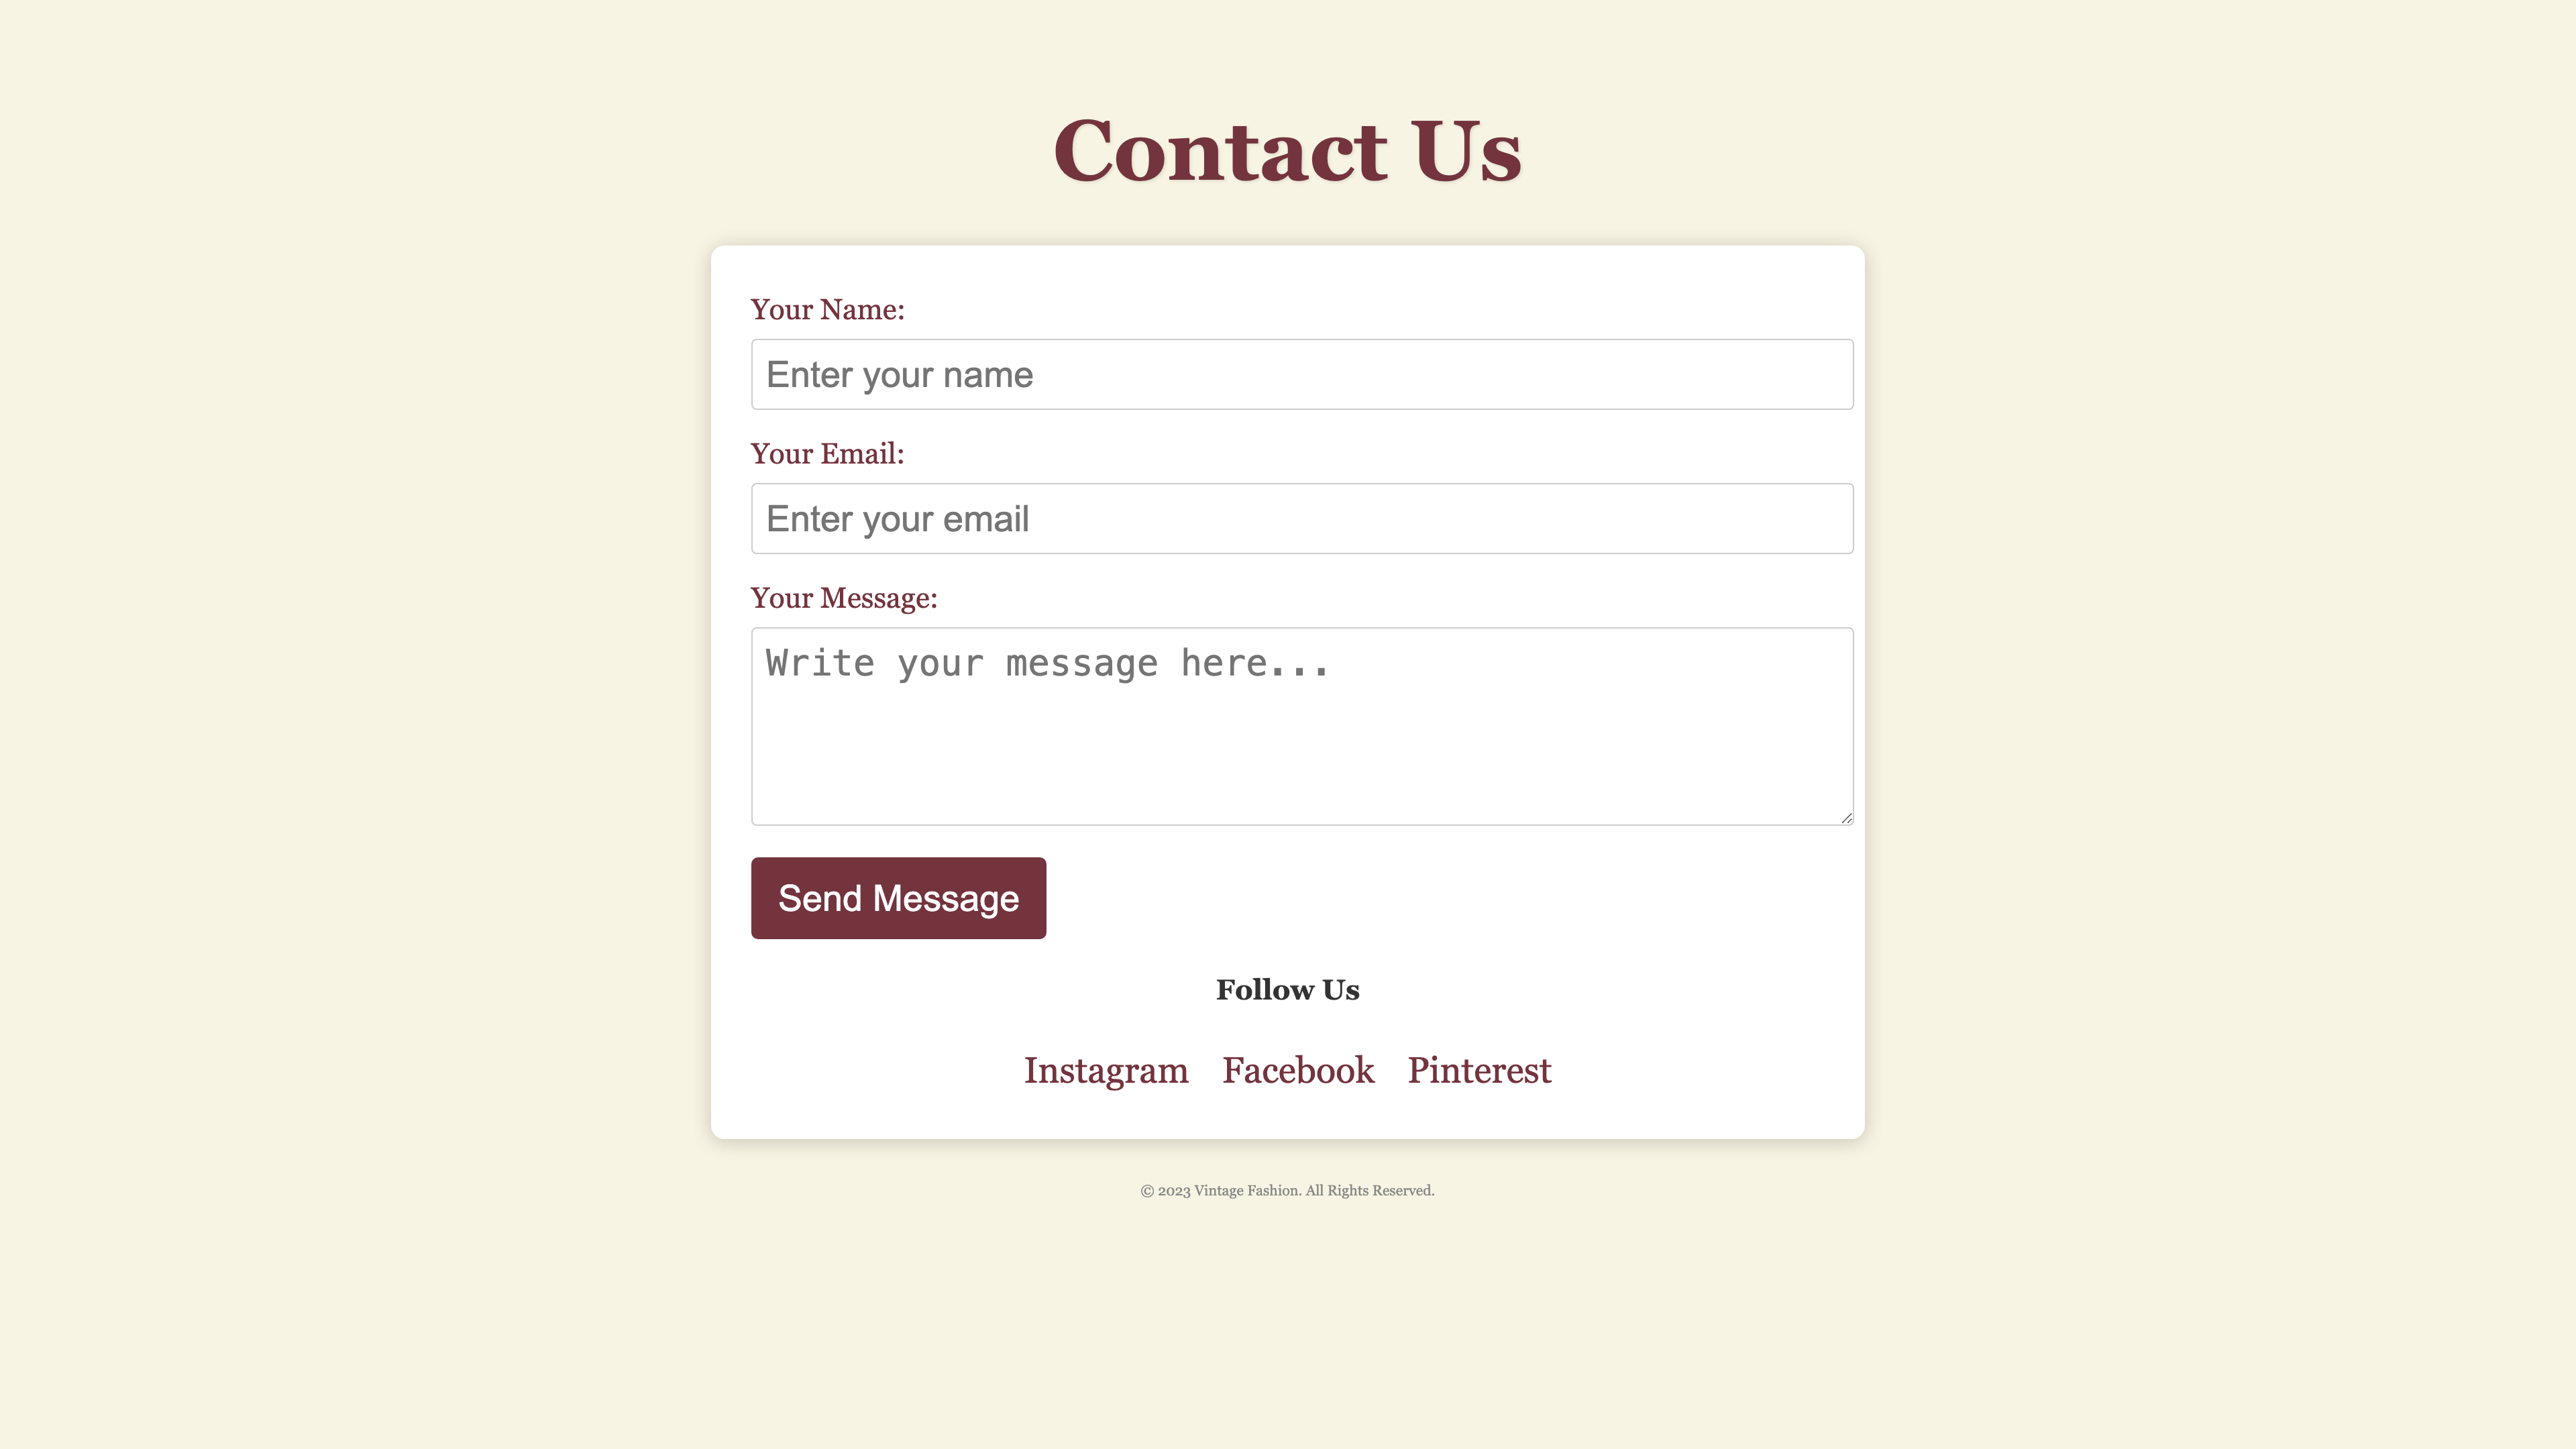 Contact Us
Your Name:
Enter your name
Your Email:
Enter your email
Your Message:
Write your message here...
Send Message
Follow Us
Instagram Facebook Pinterest
© 2023 Vintage Fashion. All Rights Reserved.